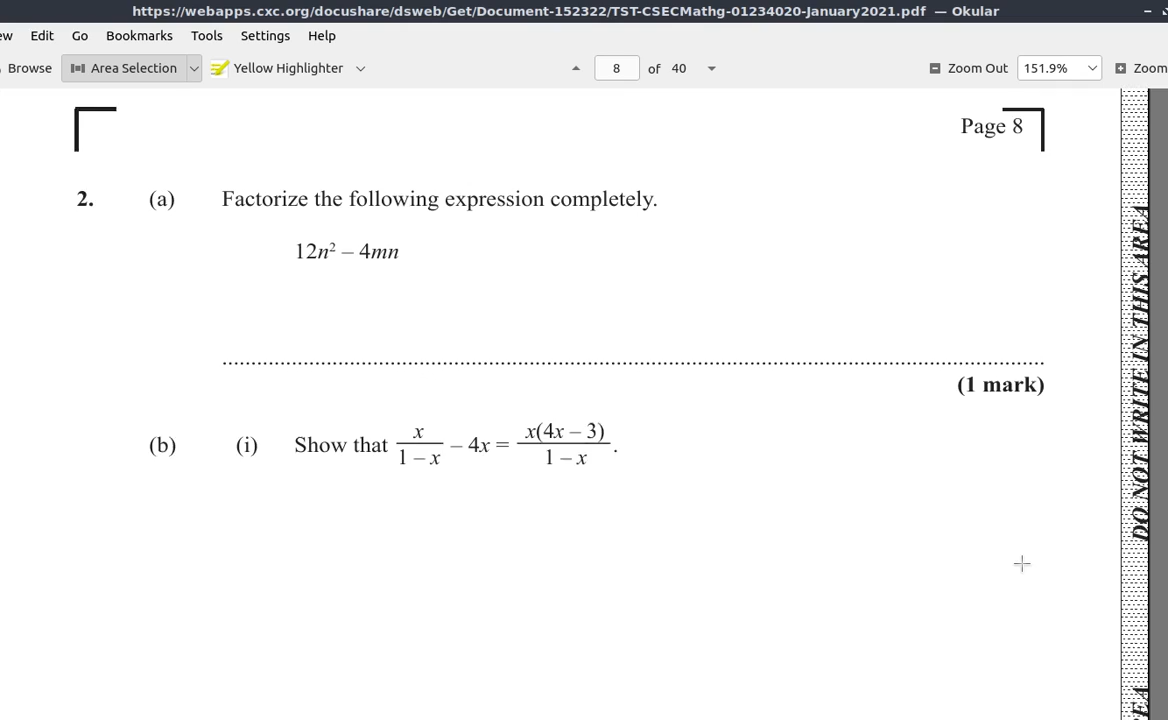 https://webapps.cxc.org/docushare/dsweb/Get/Document-152322/TST-CSECMathg-01234020-January2021.pdf — Okular
ew Edit Go Bookmarks Tools Settings Help
Browse Area Selection Yellow Highlighter 8 of 40 Zoom Out 151.9% Zoom
Page 8
2. (a) Factorize the following expression completely.
12n² – 4mn
(1 mark)
(b) (i) Show that x/(1 – x) – 4x = x(4x – 3)/(1 – x).
DO NOT WRITE IN THIS AREA
EA